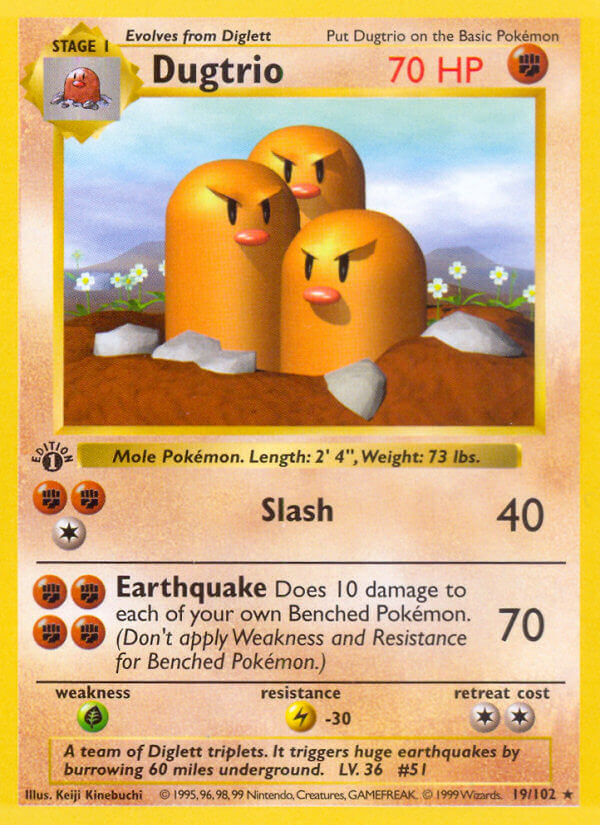 STAGE 1
Evolves from Diglett
Put Dugtrio on the Basic Pokémon
Dugtrio
70 HP
EDITION
1
Mole Pokémon. Length: 2' 4", Weight: 73 lbs.
Slash
40
Earthquake Does 10 damage to
each of your own Benched Pokémon.
(Don't apply Weakness and Resistance
for Benched Pokémon.)
70
weakness
resistance
retreat cost
-30
A team of Diglett triplets. It triggers huge earthquakes by
burrowing 60 miles underground. LV. 36 #51
Illus. Keiji Kinebuchi
©1995, 96, 98, 99 Nintendo, Creatures, GAMEFREAK. ©1999 Wizards.
19/102 ★